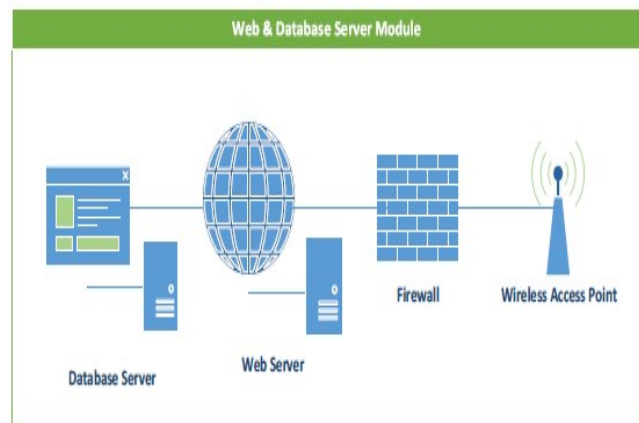 Web & Database Server Module
Firewall
Wireless Access Point
Web Server
Database Server